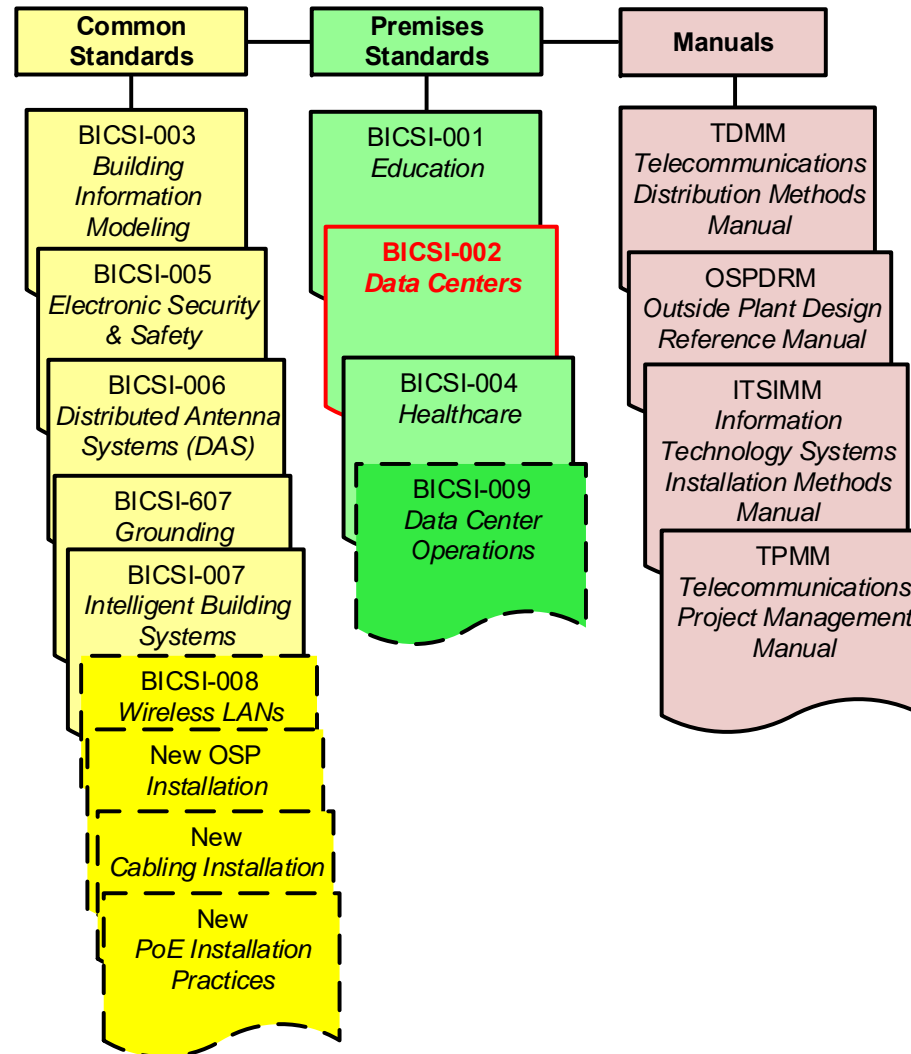 Common
Standards
Premises
Standards
Manuals
BICSI-003
Building
Information
Modeling
BICSI-005
Electronic Security
& Safety
BICSI-006
Distributed Antenna
Systems (DAS)
BICSI-607
Grounding
BICSI-007
Intelligent Building
Systems
BICSI-008
Wireless LANs
New OSP
Installation
New
Cabling Installation
New
PoE Installation
Practices
BICSI-001
Education
BICSI-002
Data Centers
BICSI-004
Healthcare
BICSI-009
Data Center
Operations
TDMM
Telecommunications
Distribution Methods
Manual
OSPDRM
Outside Plant Design
Reference Manual
ITSIMM
Information
Technology Systems
Installation Methods
Manual
TPMM
Telecommunications
Project Management
Manual